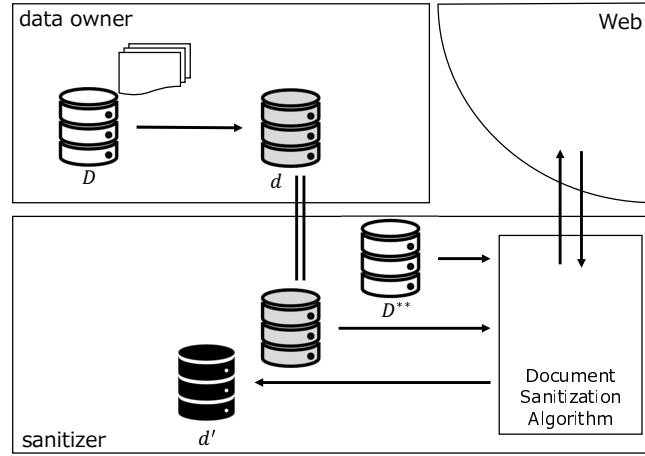 data owner
Web
D
d
D**
Document
Sanitization
Algorithm
d′
sanitizer